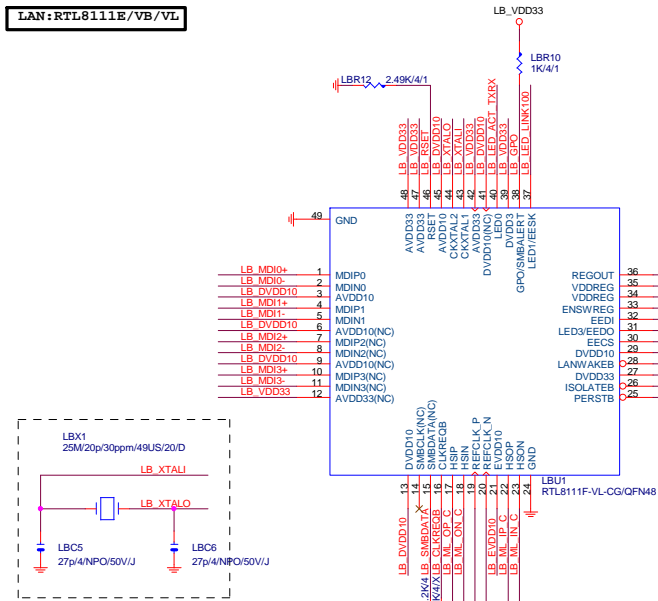 LAN:RTL8111E/VB/VL
LB_VDD33
LBR10
1K/4/1
LBR12 2.49K/4/1
LB_VDD33
LB_VDD33
LB_RSET
LB_DVDD10
LB_XTALO
LB_XTALI
LB_VDD33
LB_DVDD10
LB_LED_ACT_TXRX
LB_VDD33
LB_GPO
LB_LED_LINK100
48 47 46 45 44 43 42 41 40 39 38 37
AVDD33
AVDD33
RSET
AVDD10
CKXTAL2
CKXTAL1
AVDD33
DVDD10(NC)
LED0
DVDD3
GPO/SMBALERT
LED1/EESK
49 GND
LB_MDI0+ 1 MDIP0
LB_MDI0- 2 MDIN0
LB_DVDD10 3 AVDD10
LB_MDI1+ 4 MDIP1
LB_MDI1- 5 MDIN1
LB_DVDD10 6 AVDD10(NC)
LB_MDI2+ 7 MDIP2(NC)
LB_MDI2- 8 MDIN2(NC)
LB_DVDD10 9 AVDD10(NC)
LB_MDI3+ 10 MDIP3(NC)
LB_MDI3- 11 MDIN3(NC)
LB_VDD33 12 AVDD33(NC)
REGOUT 36
VDDREG 35
VDDREG 34
ENSWREG 33
EEDI 32
LED3/EEDO 31
EECS 30
DVDD10 29
LANWAKEB 28
DVDD33 27
ISOLATEB 26
PERSTB 25
DVDD10
SMBCLK(NC)
SMBDATA(NC)
CLKREQB
HSIP
HSIN
REFCLK_P
REFCLK_N
EVDD10
HSOP
HSON
GND
13 14 15 16 17 18 19 20 21 22 23 24
LBU1
RTL8111F-VL-CG/QFN48
LB_DVDD10
LB_SMBDATA
LB_CLKREQB
LB_ML_OP_C
LB_ML_ON_C
LB_EVDD10
LB_ML_IP_C
LB_ML_IN_C
.2K/4
K/4/X
LBX1
25M/20p/30ppm/49US/20/D
LB_XTALI
LB_XTALO
LBC5
27p/4/NPO/50V/J
LBC6
27p/4/NPO/50V/J